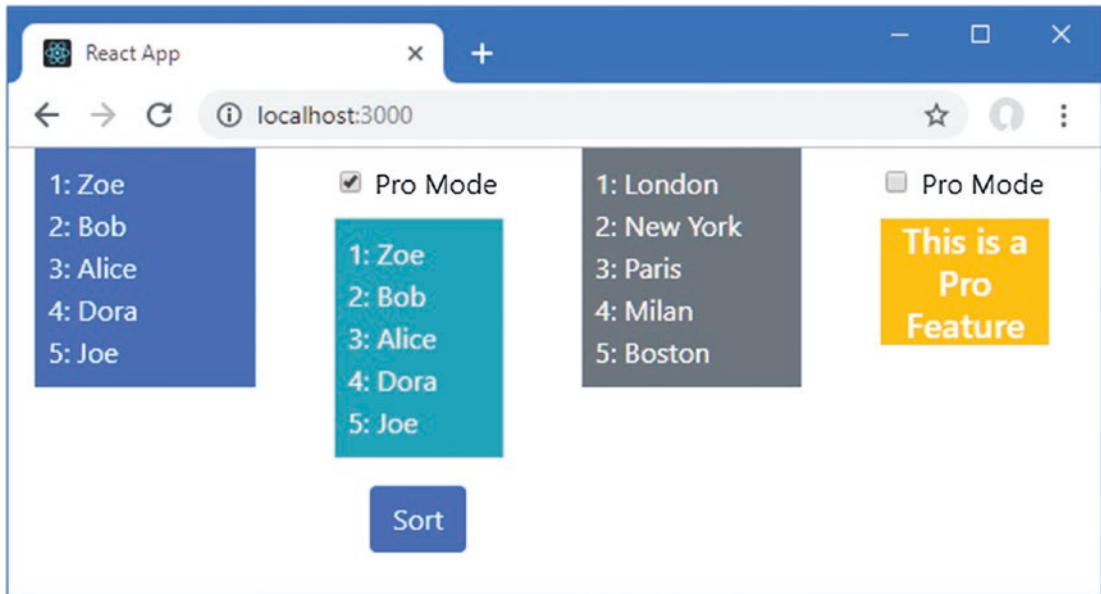 React App
localhost:3000
1: Zoe
2: Bob
3: Alice
4: Dora
5: Joe
Pro Mode
1: Zoe
2: Bob
3: Alice
4: Dora
5: Joe
Sort
1: London
2: New York
3: Paris
4: Milan
5: Boston
Pro Mode
This is a
Pro
Feature